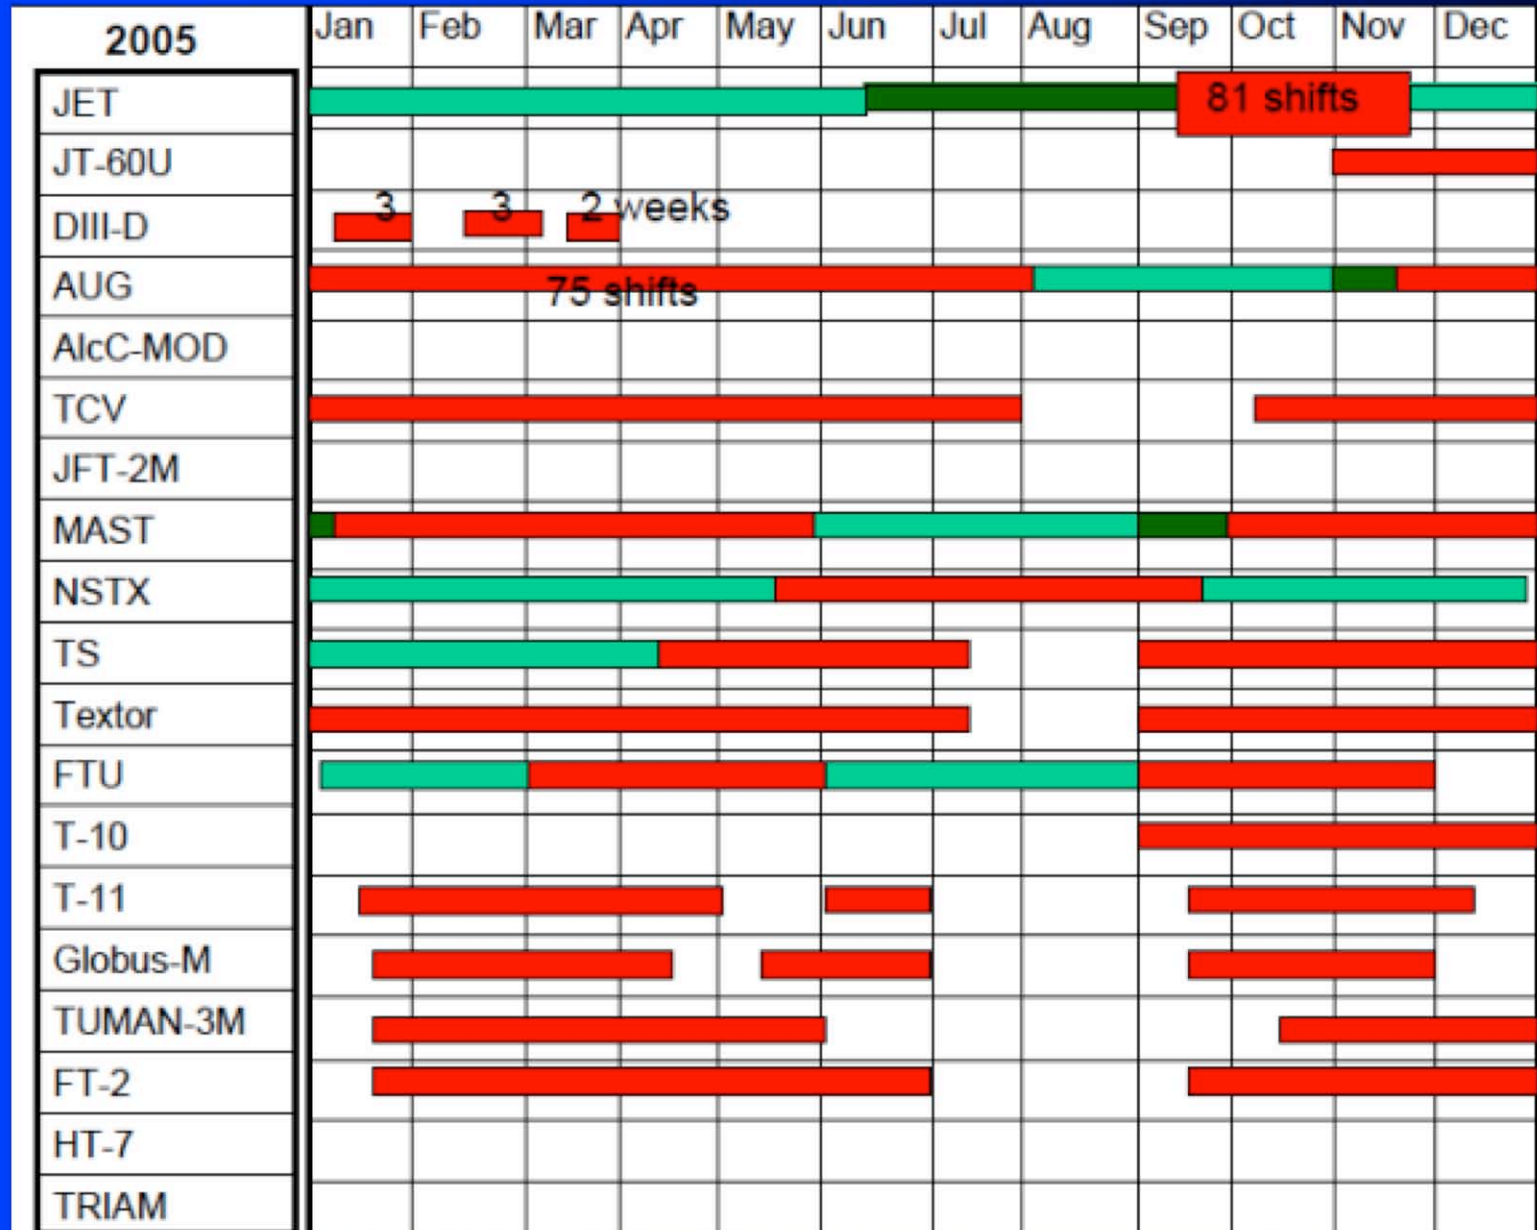 2005 Jan Feb Mar Apr May Jun Jul Aug Sep Oct Nov Dec
JET 81 shifts
JT-60U
DIII-D 3 3 2 weeks
AUG 75 shifts
AlcC-MOD
TCV
JFT-2M
MAST
NSTX
TS
Textor
FTU
T-10
T-11
Globus-M
TUMAN-3M
FT-2
HT-7
TRIAM